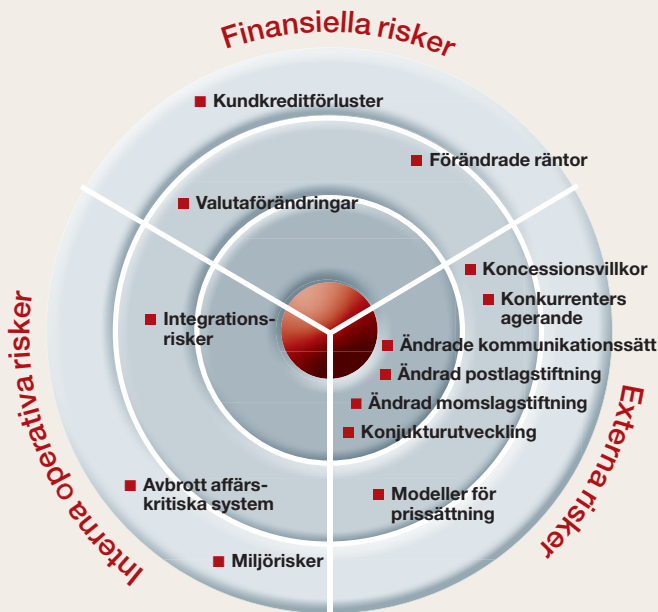 Finansiella risker
Kundkreditförluster
Förändrade räntor
Valutaförändringar
Koncessionsvillkor
Konkurrenters
agerande
Integrations-
risker
Ändrade kommunikationssätt
Ändrad postlagstiftning
Ändrad momslagstiftning
Konjukturutveckling
Avbrott affärs-
kritiska system
Modeller för
prissättning
Miljörisker
Interna operativa risker
Externa risker